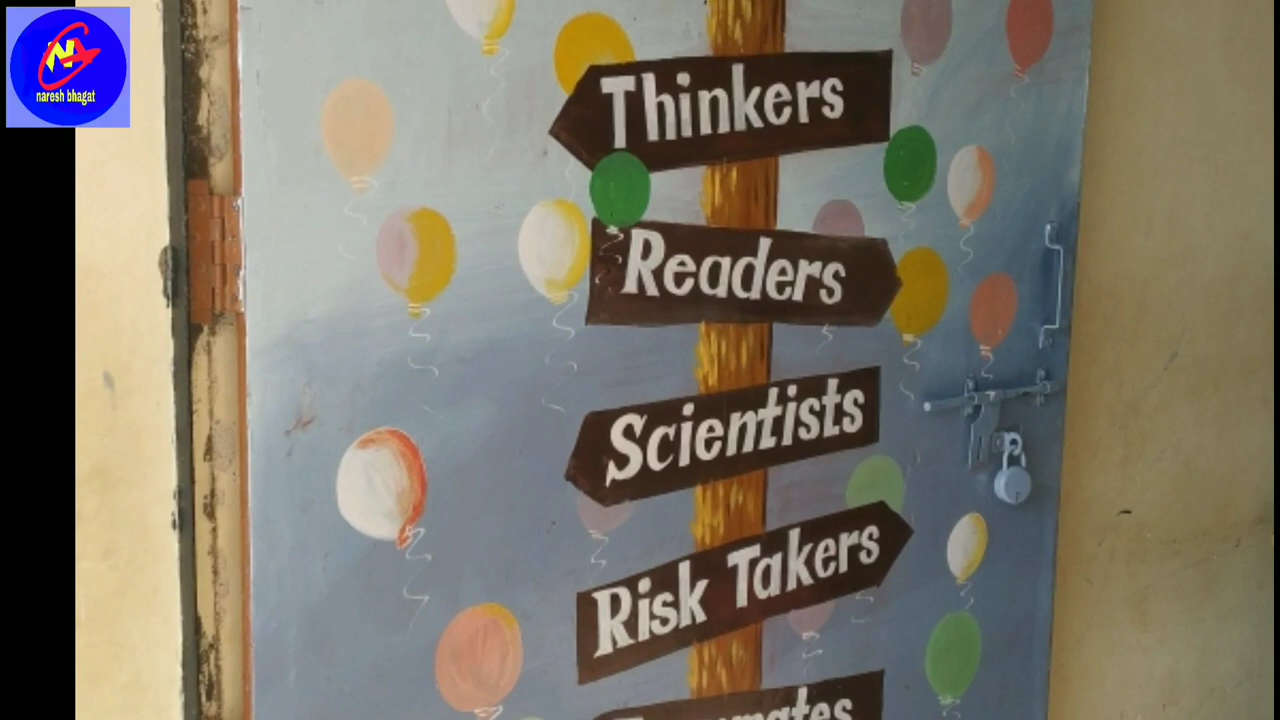 naresh bhagat
Thinkers
Readers
Scientists
Risk Takers